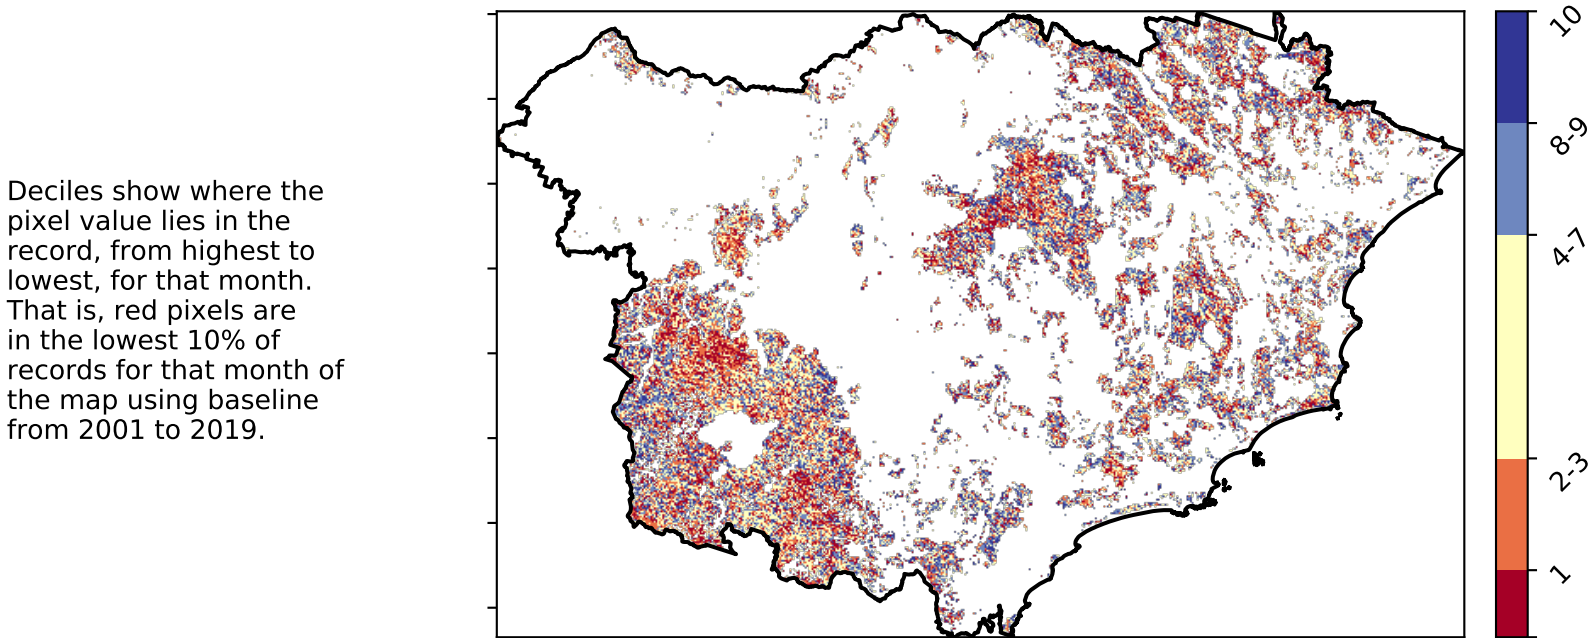 Deciles show where the
pixel value lies in the
record, from highest to
lowest, for that month.
That is, red pixels are
in the lowest 10% of
records for that month of
the map using baseline
from 2001 to 2019.
10
8-9
4-7
2-3
1